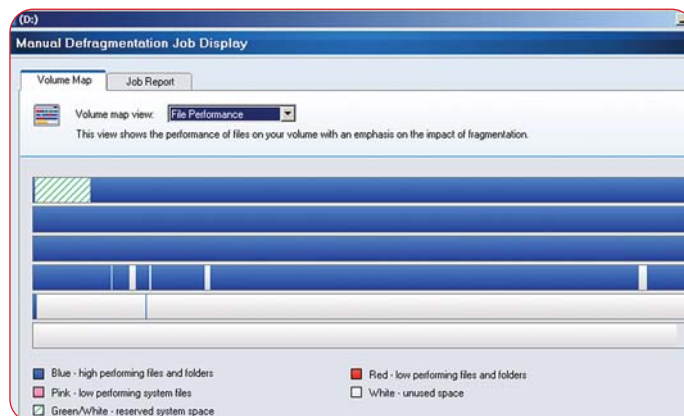 (D:)
Manual Defragmentation Job Display
Volume Map
Job Report
Volume map view:
File Performance
This view shows the performance of files on your volume with an emphasis on the impact of fragmentation.
Blue - high performing files and folders
Red - low performing files and folders
Pink - low performing system files
White - unused space
Green/White - reserved system space